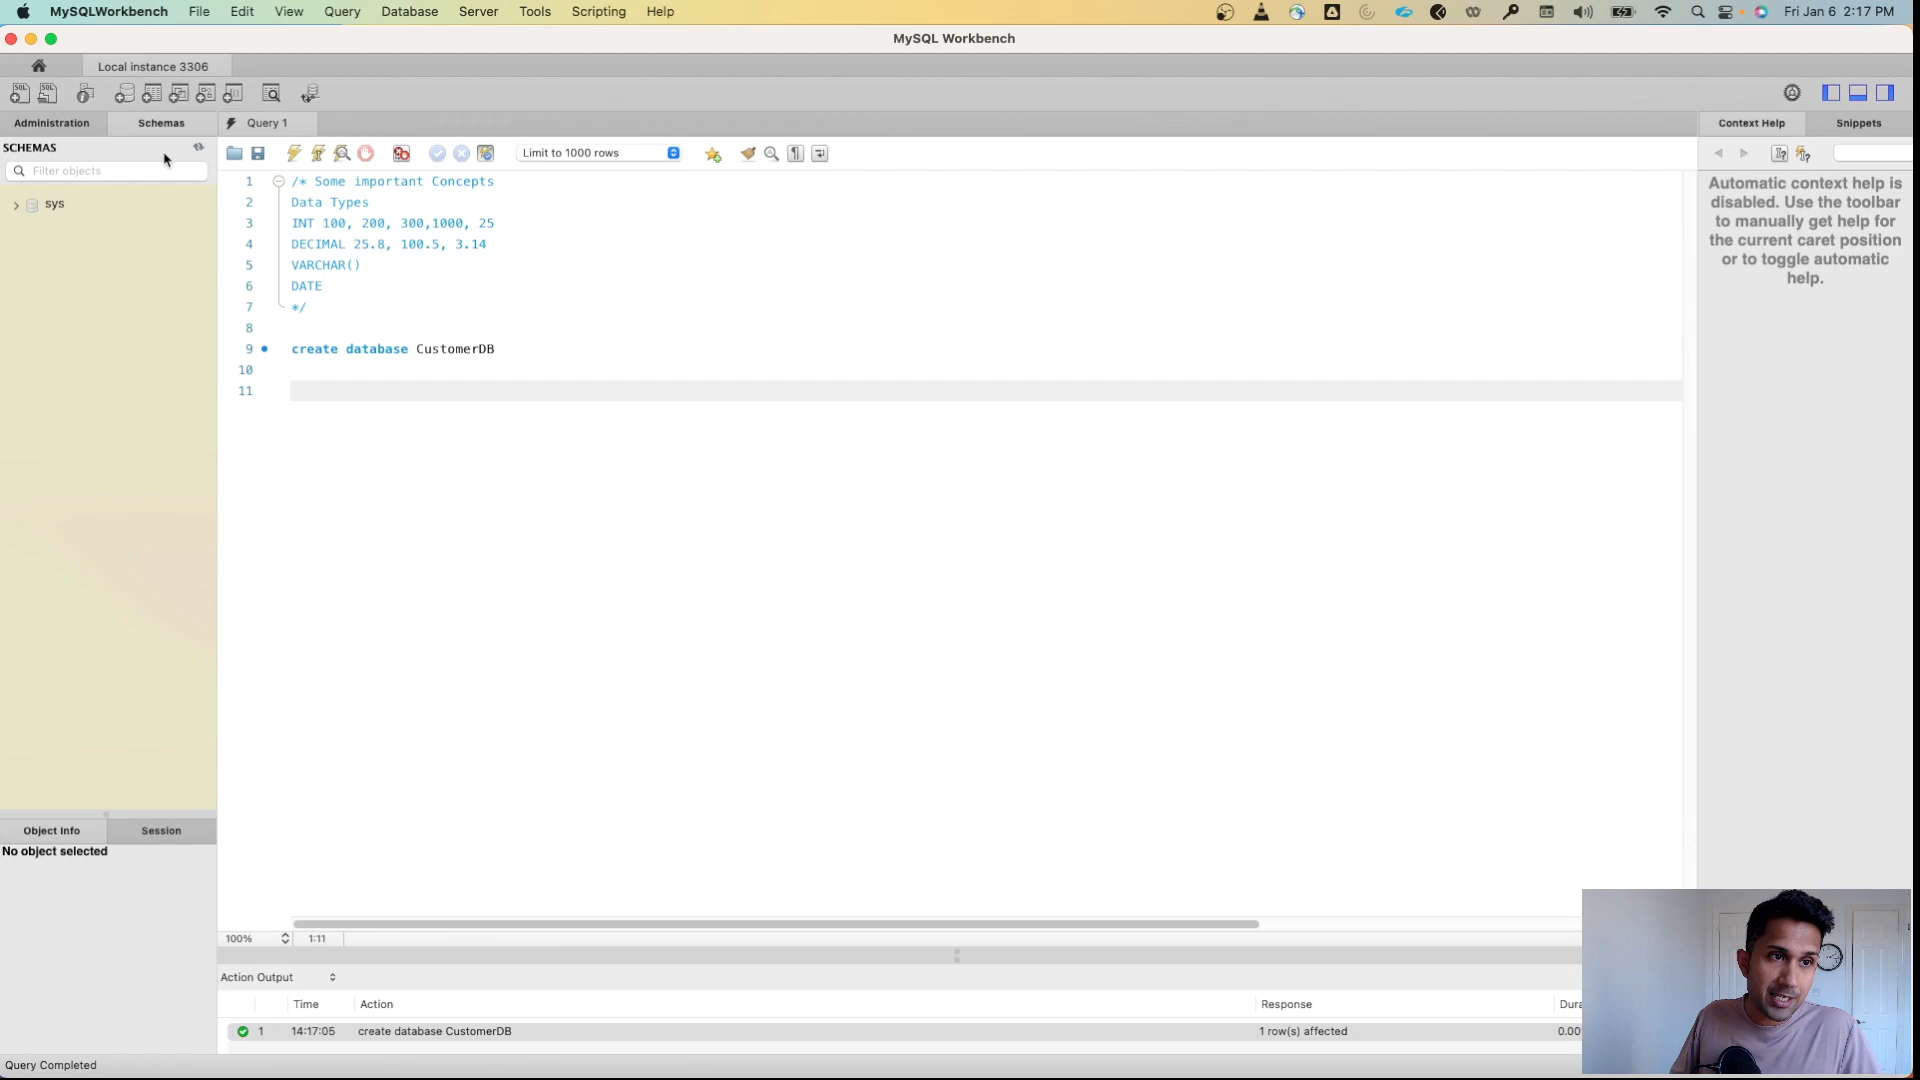 MySQLWorkbench File Edit View Query Database Server Tools Scripting Help Fri Jan 6 2:17 PM
MySQL Workbench
Local instance 3306
Administration Schemas Query 1 Context Help Snippets
SCHEMAS
Filter objects
sys
Limit to 1000 rows
1 /* Some important Concepts
2 Data Types
3 INT 100, 200, 300,1000, 25
4 DECIMAL 25.8, 100.5, 3.14
5 VARCHAR()
6 DATE
7 */
8
9 create database CustomerDB
10
11
Automatic context help is
disabled. Use the toolbar
to manually get help for
the current caret position
or to toggle automatic
help.
Object Info Session
No object selected
100% 1:11
Action Output
Time Action Response Dura
1 14:17:05 create database CustomerDB 1 row(s) affected 0.00
Query Completed